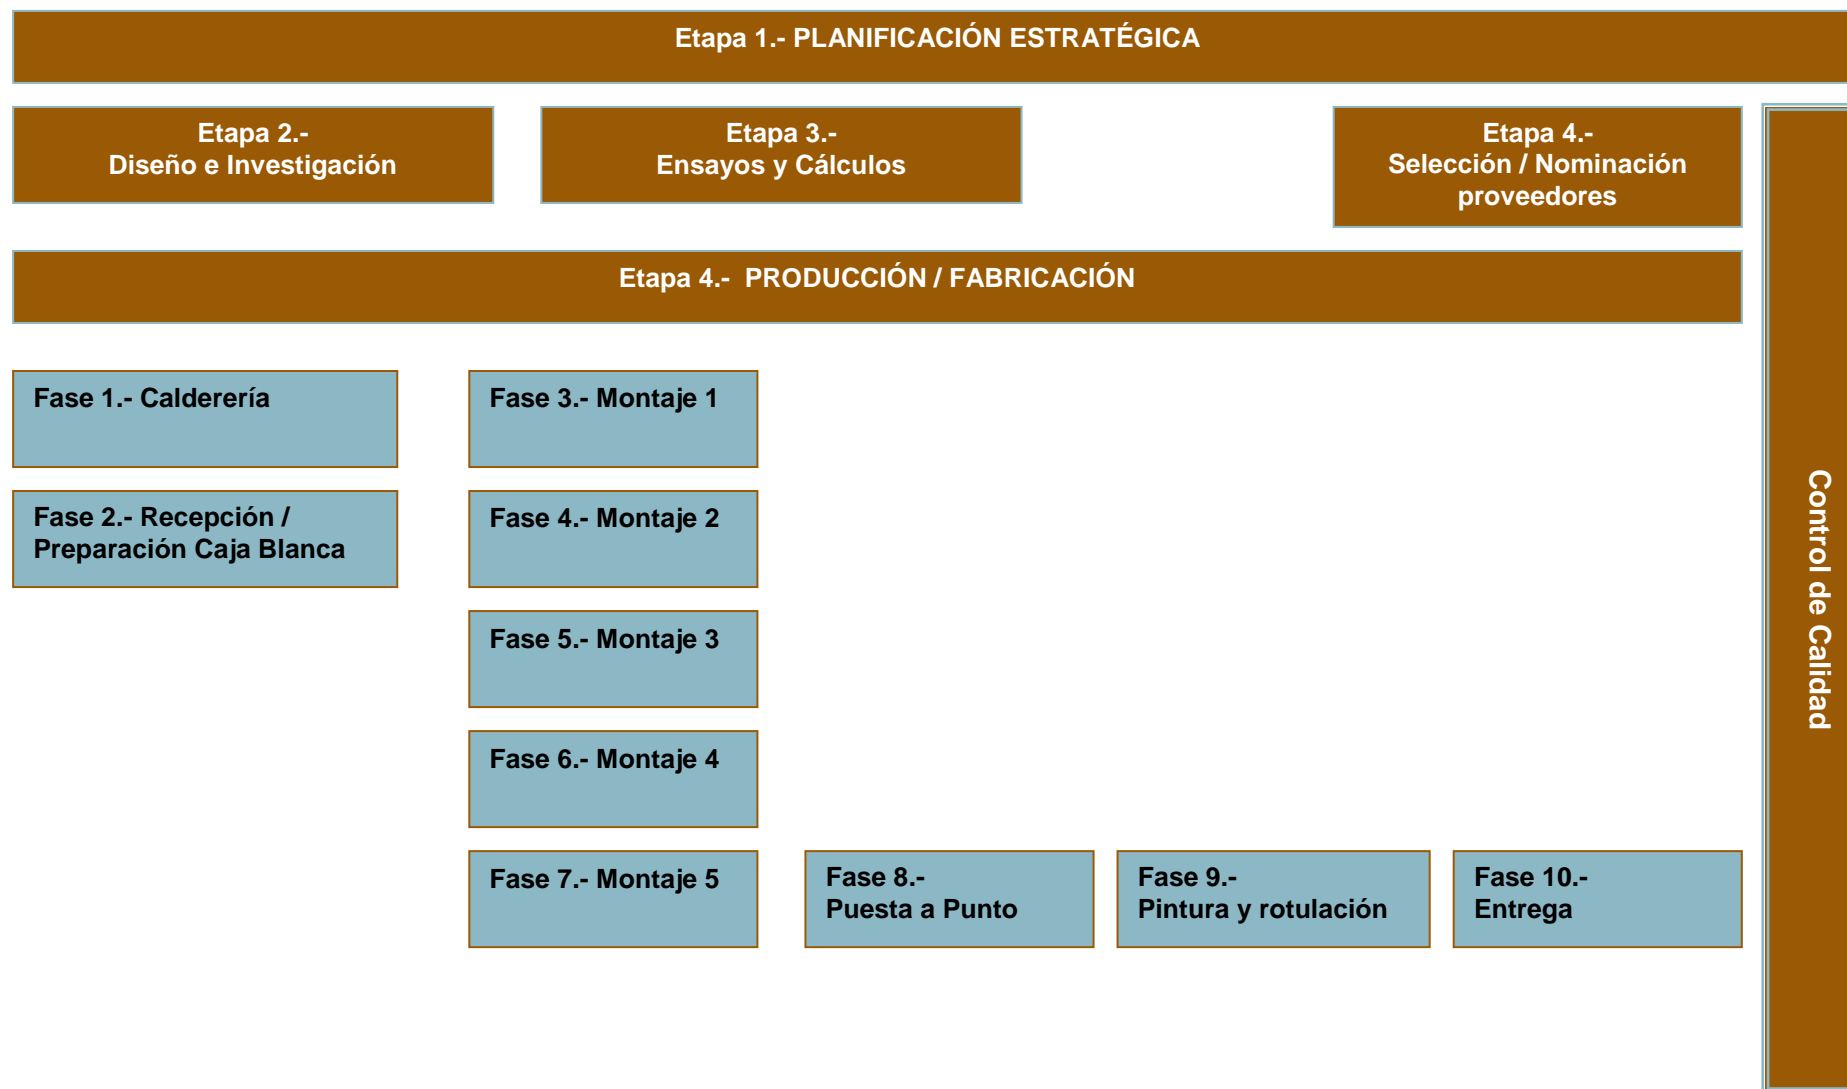 Etapa 1.- PLANIFICACIÓN ESTRATÉGICA
Etapa 2.-
Diseño e Investigación
Etapa 3.-
Ensayos y Cálculos
Etapa 4.-
Selección / Nominación
proveedores
Etapa 4.- PRODUCCIÓN / FABRICACIÓN
Fase 1.- Calderería
Fase 2.- Recepción /
Preparación Caja Blanca
Fase 3.- Montaje 1
Fase 4.- Montaje 2
Fase 5.- Montaje 3
Fase 6.- Montaje 4
Fase 7.- Montaje 5
Fase 8.-
Puesta a Punto
Fase 9.-
Pintura y rotulación
Fase 10.-
Entrega
Control de Calidad